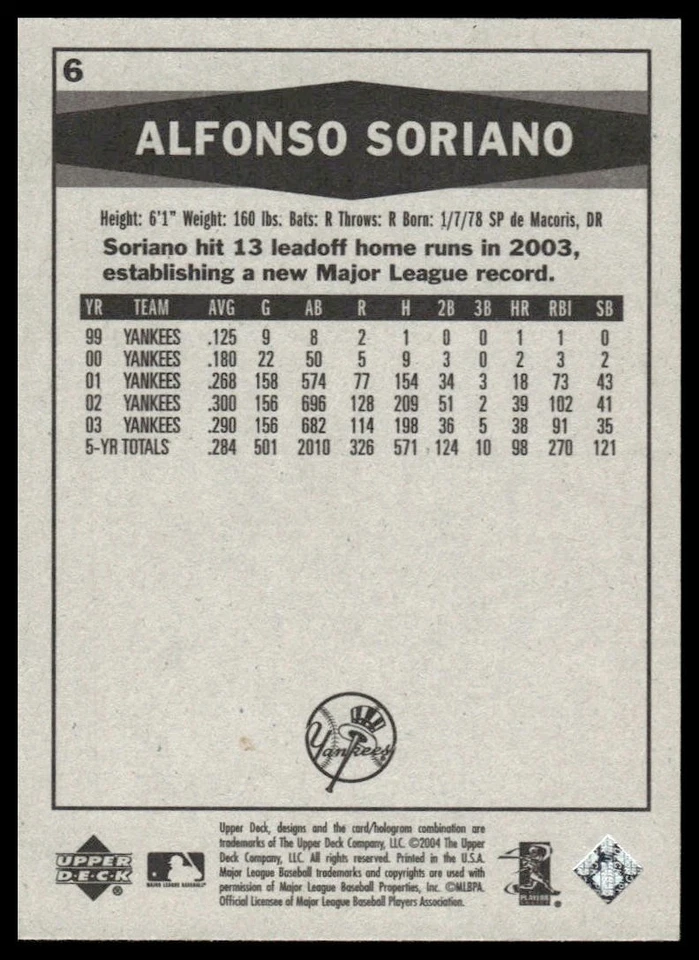 6
ALFONSO SORIANO
Height: 6'1" Weight: 160 lbs. Bats: R Throws: R Born: 1/7/78 SP de Macoris, DR
Soriano hit 13 leadoff home runs in 2003,
establishing a new Major League record.
YR TEAM AVG G AB R H 2B 3B HR RBI SB
99 YANKEES .125 9 8 2 1 0 0 1 1 0
00 YANKEES .180 22 50 5 9 3 0 2 3 2
01 YANKEES .268 158 574 77 154 34 3 18 73 43
02 YANKEES .300 156 696 128 209 51 2 39 102 41
03 YANKEES .290 156 682 114 198 36 5 38 91 35
5-YR TOTALS .284 501 2010 326 571 124 10 98 270 121
Yankees
Upper Deck, designs and the card/hologram combination are
trademarks of The Upper Deck Company, LLC. ©2004 The Upper
Deck Company, LLC. All rights reserved. Printed in the U.S.A.
Major League Baseball trademarks and copyrights are used with
permission of Major League Baseball Properties, Inc. ©MLBPA.
Official Licensee of Major League Baseball Players Association.
UPPER
DECK®
MAJOR LEAGUE BASEBALL®
PLAYERS